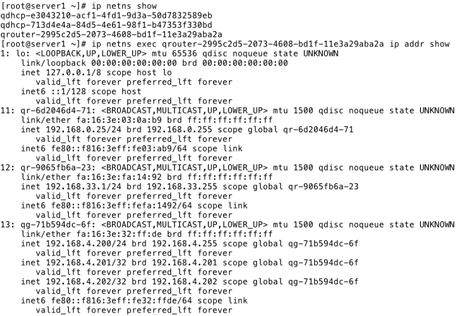 [root@server1 ~]# ip netns show
qdhcp-e3043210-acf1-4fd1-9d3a-50d7832589eb
qdhcp-713d4e4a-84d5-4e61-98f1-b47353f330bd
qrouter-2995c2d5-2073-4608-bd1f-11e3a29aba2a
[root@server1 ~]# ip netns exec qrouter-2995c2d5-2073-4608-bd1f-11e3a29aba2a ip addr show
1: lo: <LOOPBACK,UP,LOWER_UP> mtu 65536 qdisc noqueue state UNKNOWN
link/loopback 00:00:00:00:00:00 brd 00:00:00:00:00:00
inet 127.0.0.1/8 scope host lo
valid_lft forever preferred_lft forever
inet6 ::1/128 scope host
valid_lft forever preferred_lft forever
11: qr-6d2046d4-71: <BROADCAST,MULTICAST,UP,LOWER_UP> mtu 1500 qdisc noqueue state UNKNOWN
link/ether fa:16:3e:03:0a:b9 brd ff:ff:ff:ff:ff:ff
inet 192.168.0.25/24 brd 192.168.0.255 scope global qr-6d2046d4-71
valid_lft forever preferred_lft forever
inet6 fe80::f816:3eff:fe03:ab9/64 scope link
valid_lft forever preferred_lft forever
12: qr-9065fb6a-23: <BROADCAST,MULTICAST,UP,LOWER_UP> mtu 1500 qdisc noqueue state UNKNOWN
link/ether fa:16:3e:fa:14:92 brd ff:ff:ff:ff:ff:ff
inet 192.168.33.1/24 brd 192.168.33.255 scope global qr-9065fb6a-23
valid_lft forever preferred_lft forever
inet6 fe80::f816:3eff:fefa:1492/64 scope link
valid_lft forever preferred_lft forever
13: qg-71b594dc-6f: <BROADCAST,MULTICAST,UP,LOWER_UP> mtu 1500 qdisc noqueue state UNKNOWN
link/ether fa:16:3e:32:ff:de brd ff:ff:ff:ff:ff:ff
inet 192.168.4.200/24 brd 192.168.4.255 scope global qg-71b594dc-6f
valid_lft forever preferred_lft forever
inet 192.168.4.201/32 brd 192.168.4.201 scope global qg-71b594dc-6f
valid_lft forever preferred_lft forever
inet 192.168.4.202/32 brd 192.168.4.202 scope global qg-71b594dc-6f
valid_lft forever preferred_lft forever
inet6 fe80::f816:3eff:fe32:ffde/64 scope link
valid_lft forever preferred_lft forever